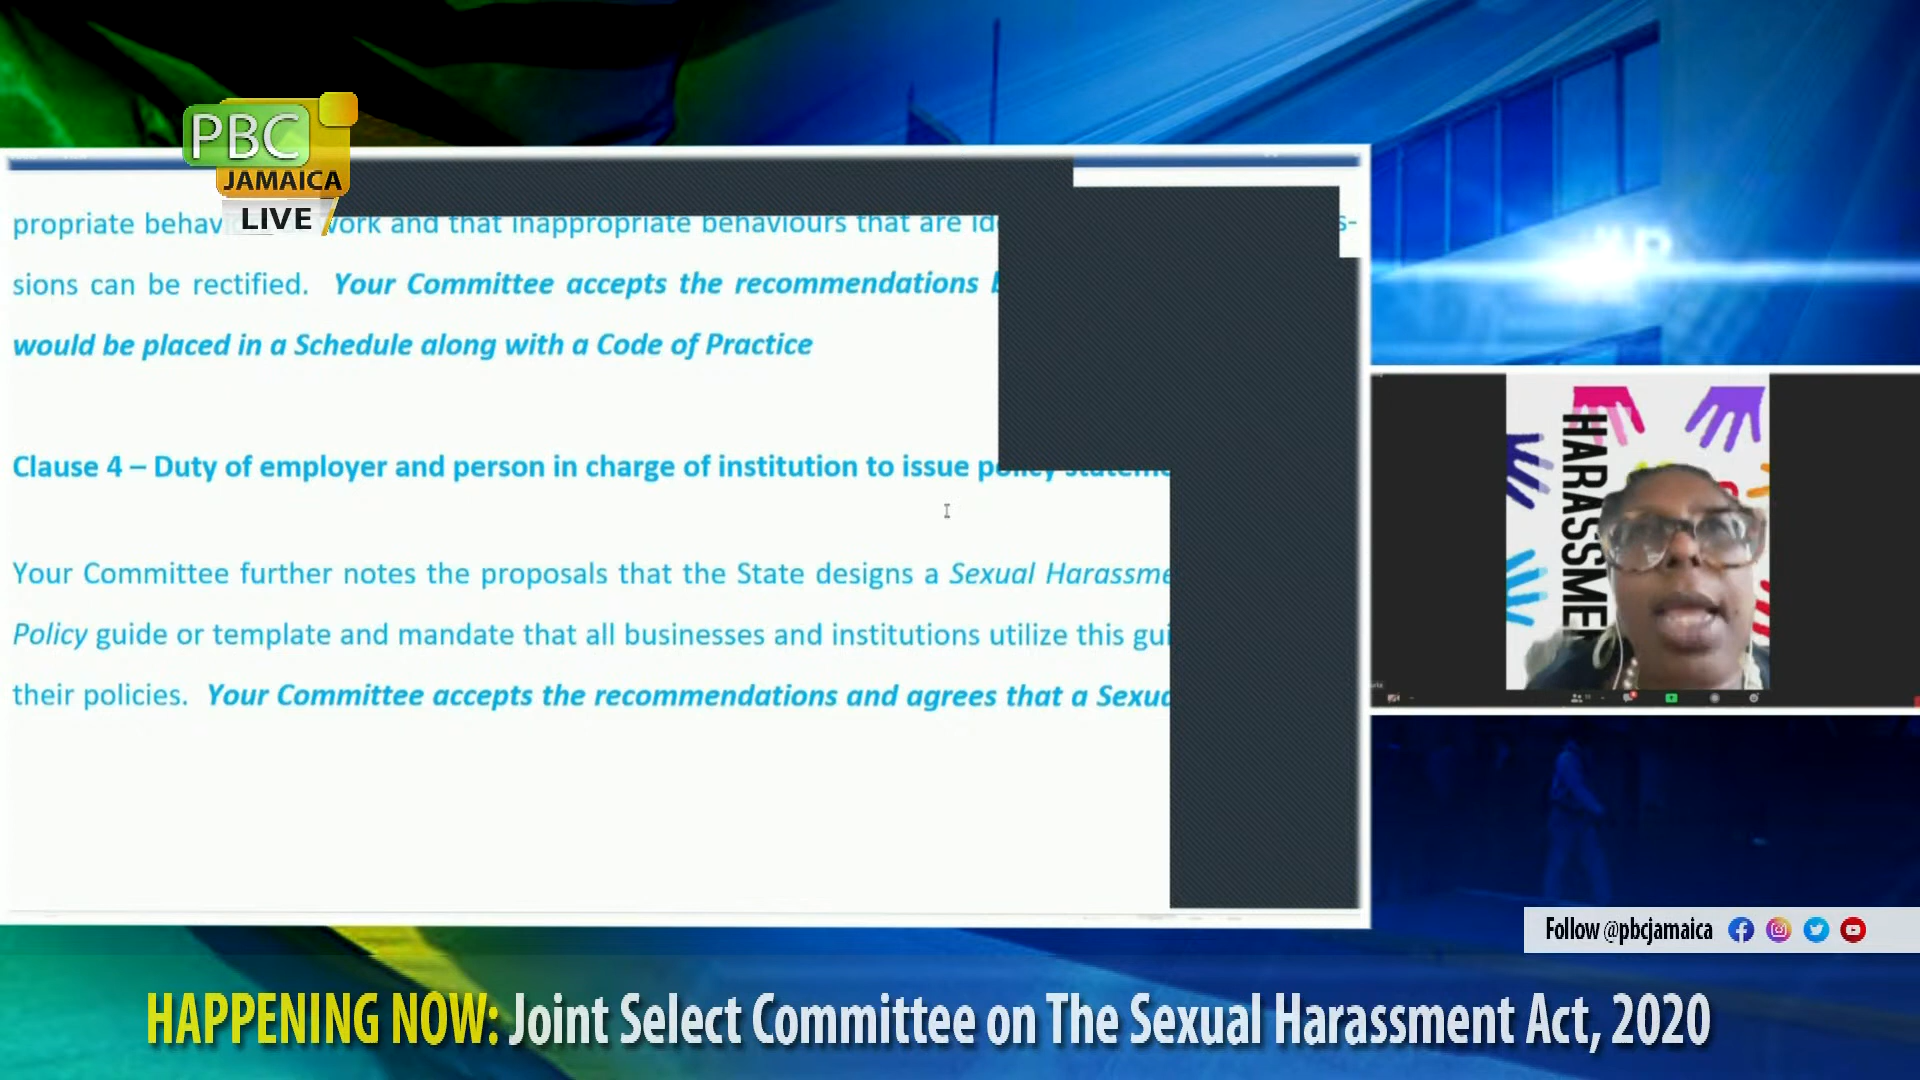 PBC
JAMAICA
LIVE
propriate behav work and that inappropriate behaviours that are
sions can be rectified. Your Committee accepts the recommendations
would be placed in a Schedule along with a Code of Practice
Clause 4 – Duty of employer and person in charge of institution to issue policy
Your Committee further notes the proposals that the State designs a Sexual Harassme
Policy guide or template and mandate that all businesses and institutions utilize this gui
their policies. Your Committee accepts the recommendations and agrees that a Sexua
HARASSME
Follow @pbcjamaica
HAPPENING NOW: Joint Select Committee on The Sexual Harassment Act, 2020